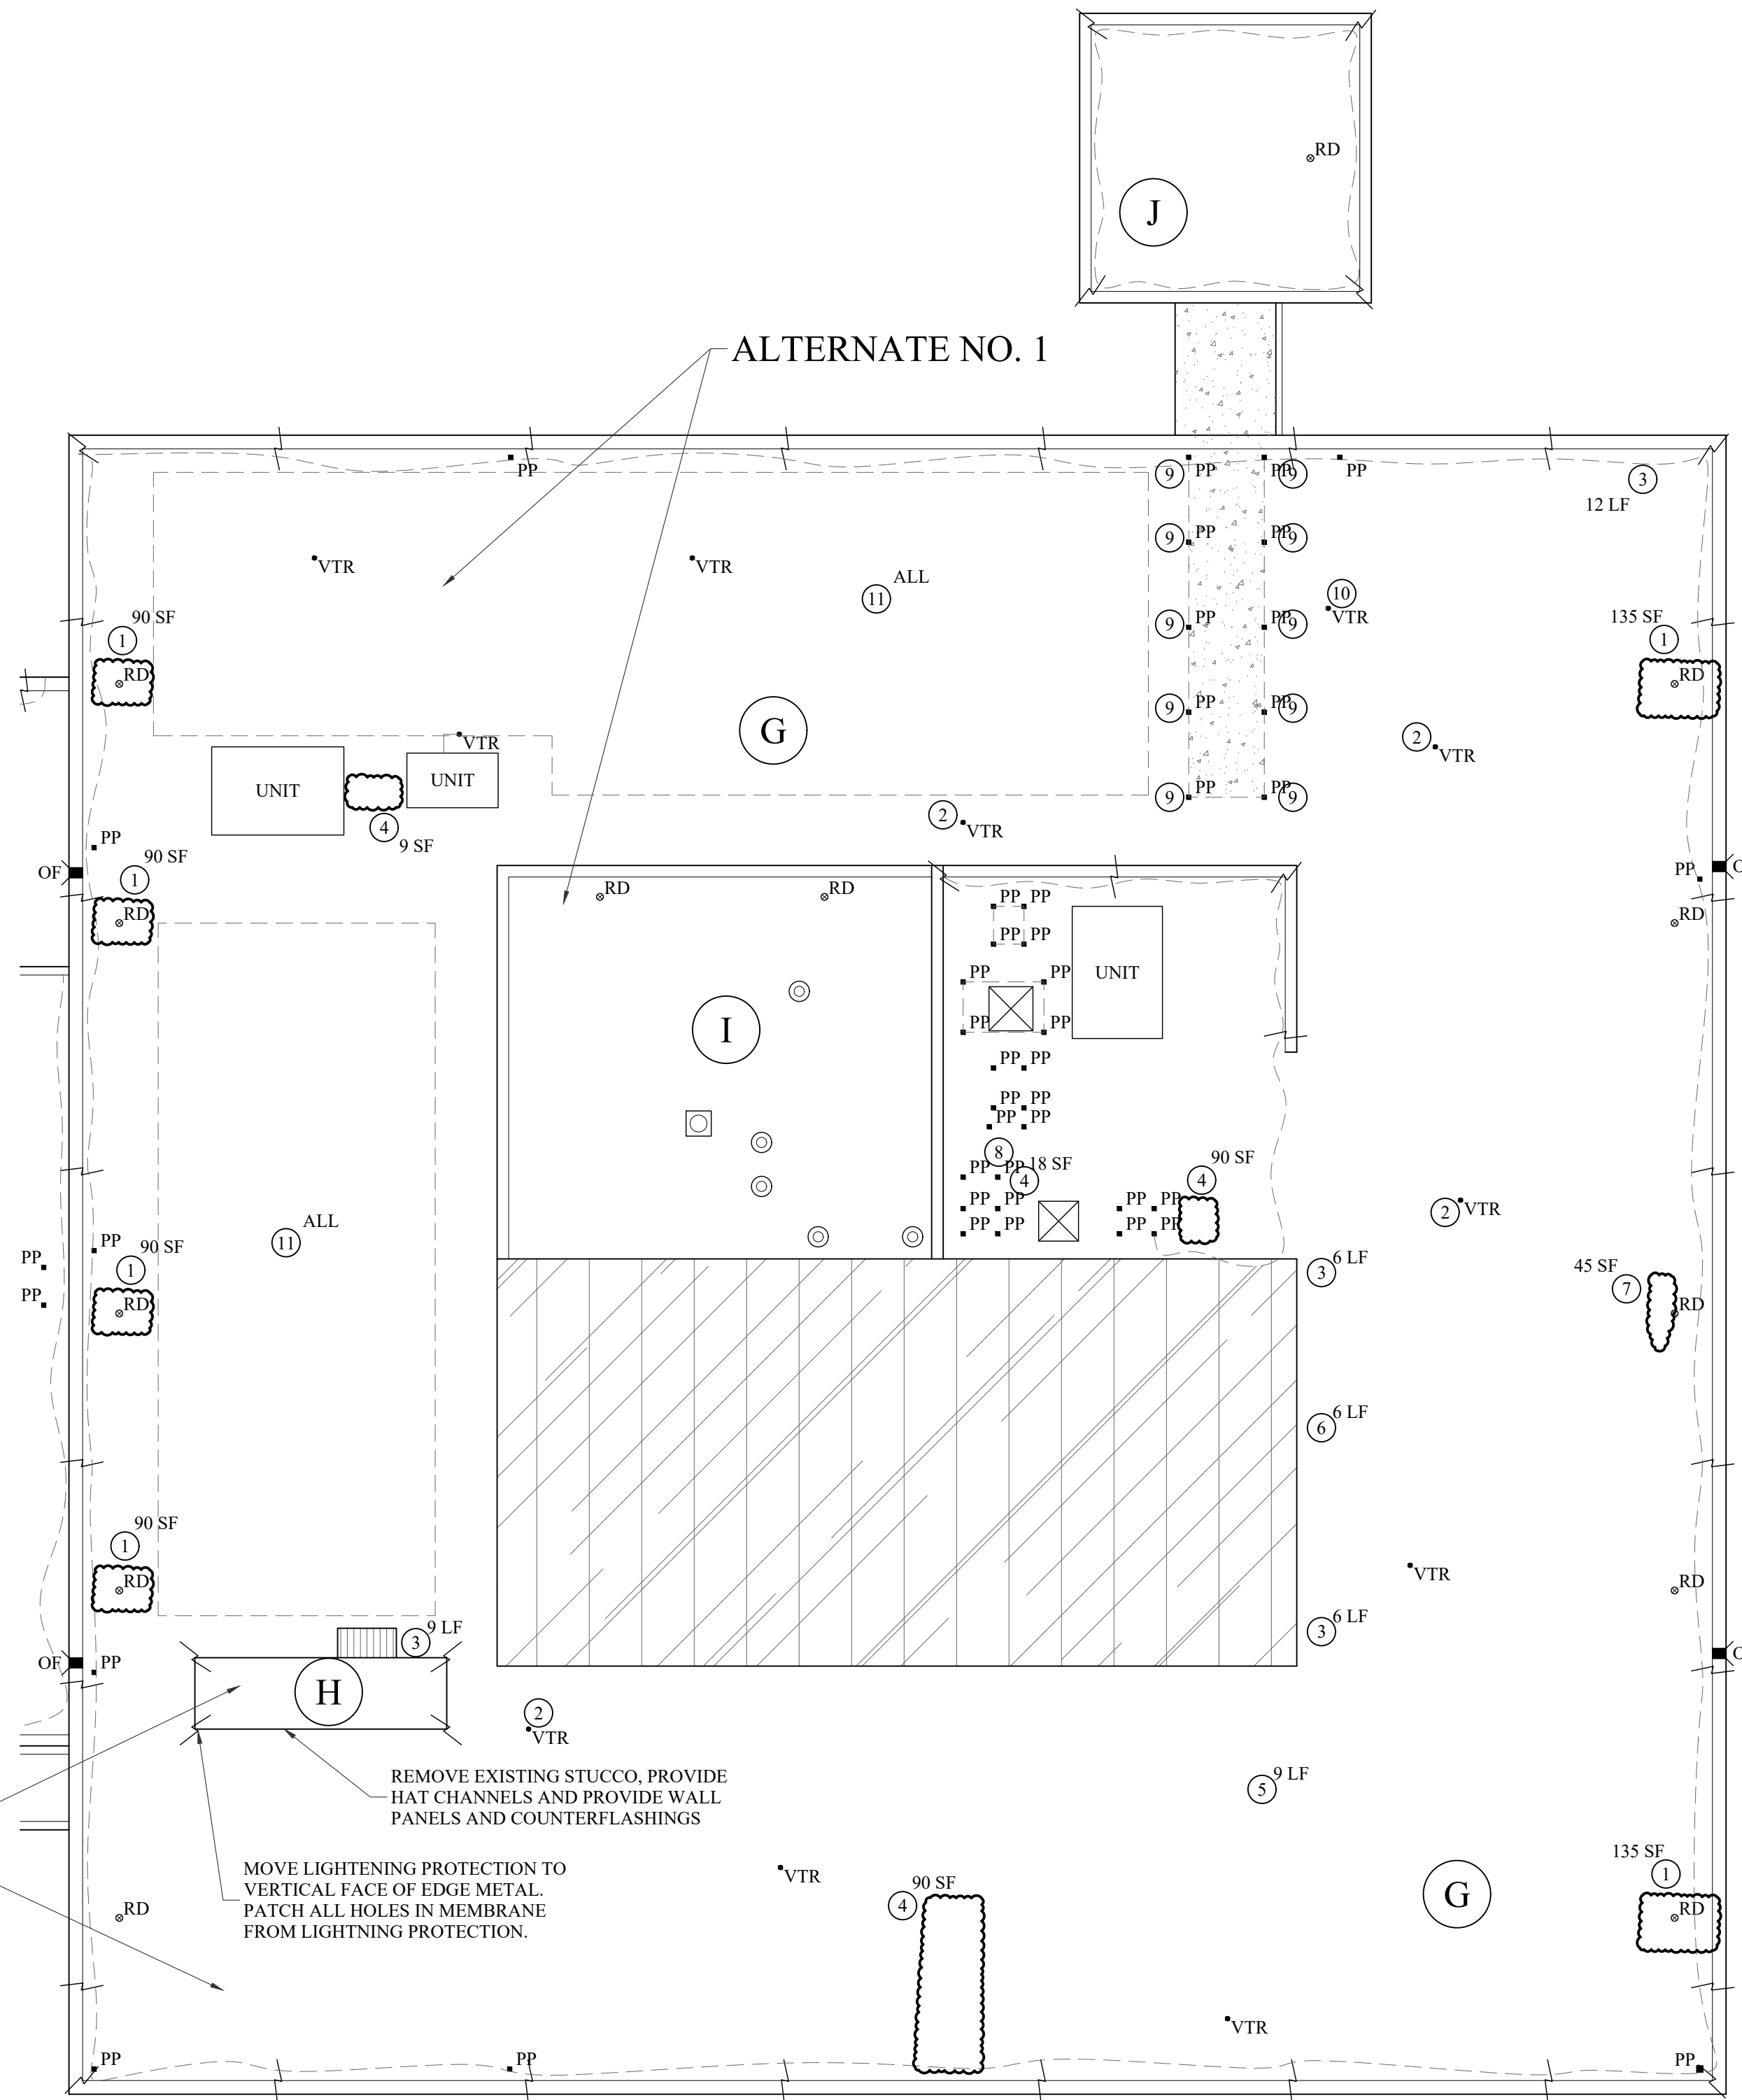 RD
J
ALTERNATE NO. 1
PP
9 PP PP 9
PP
3
12 LF
9 PP PP 9
VTR
VTR
ALL
11
10
VTR
90 SF
1
RD
9 PP PP 9
135 SF
1
RD
G
9 PP PP 9
2
VTR
VTR
UNIT
UNIT
4
9 SF
9 PP PP 9
2
VTR
PP
OF
90 SF
1
RD
RD
RD
PP PP
PP PP
PP
O
RD
PP PP
UNIT
PP PP
I
PP PP
PP PP
PP PP
8
PP PP
4
18 SF
90 SF
4
PP PP
PP PP
PP PP
PP PP
2
VTR
ALL
11
PP
PP
PP
90 SF
1
RD
3
6 LF
45 SF
7
RD
6
6 LF
90 SF
1
RD
VTR
RD
9 LF
3
3
6 LF
OF
PP
O
H
2
VTR
REMOVE EXISTING STUCCO, PROVIDE
HAT CHANNELS AND PROVIDE WALL
PANELS AND COUNTERFLASHINGS
5
9 LF
MOVE LIGHTENING PROTECTION TO
VERTICAL FACE OF EDGE METAL.
PATCH ALL HOLES IN MEMBRANE
FROM LIGHTNING PROTECTION.
VTR
90 SF
4
G
135 SF
1
RD
RD
VTR
PP
PP
PP